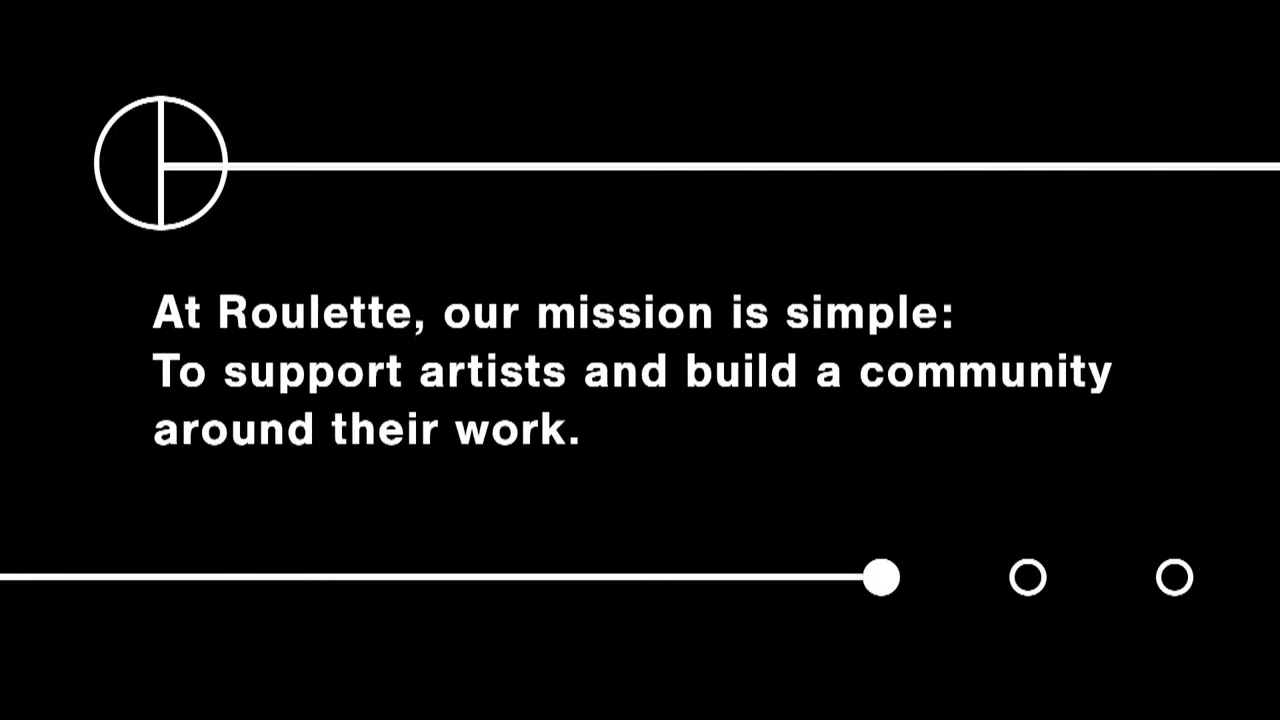 At Roulette, our mission is simple:
To support artists and build a community
around their work.